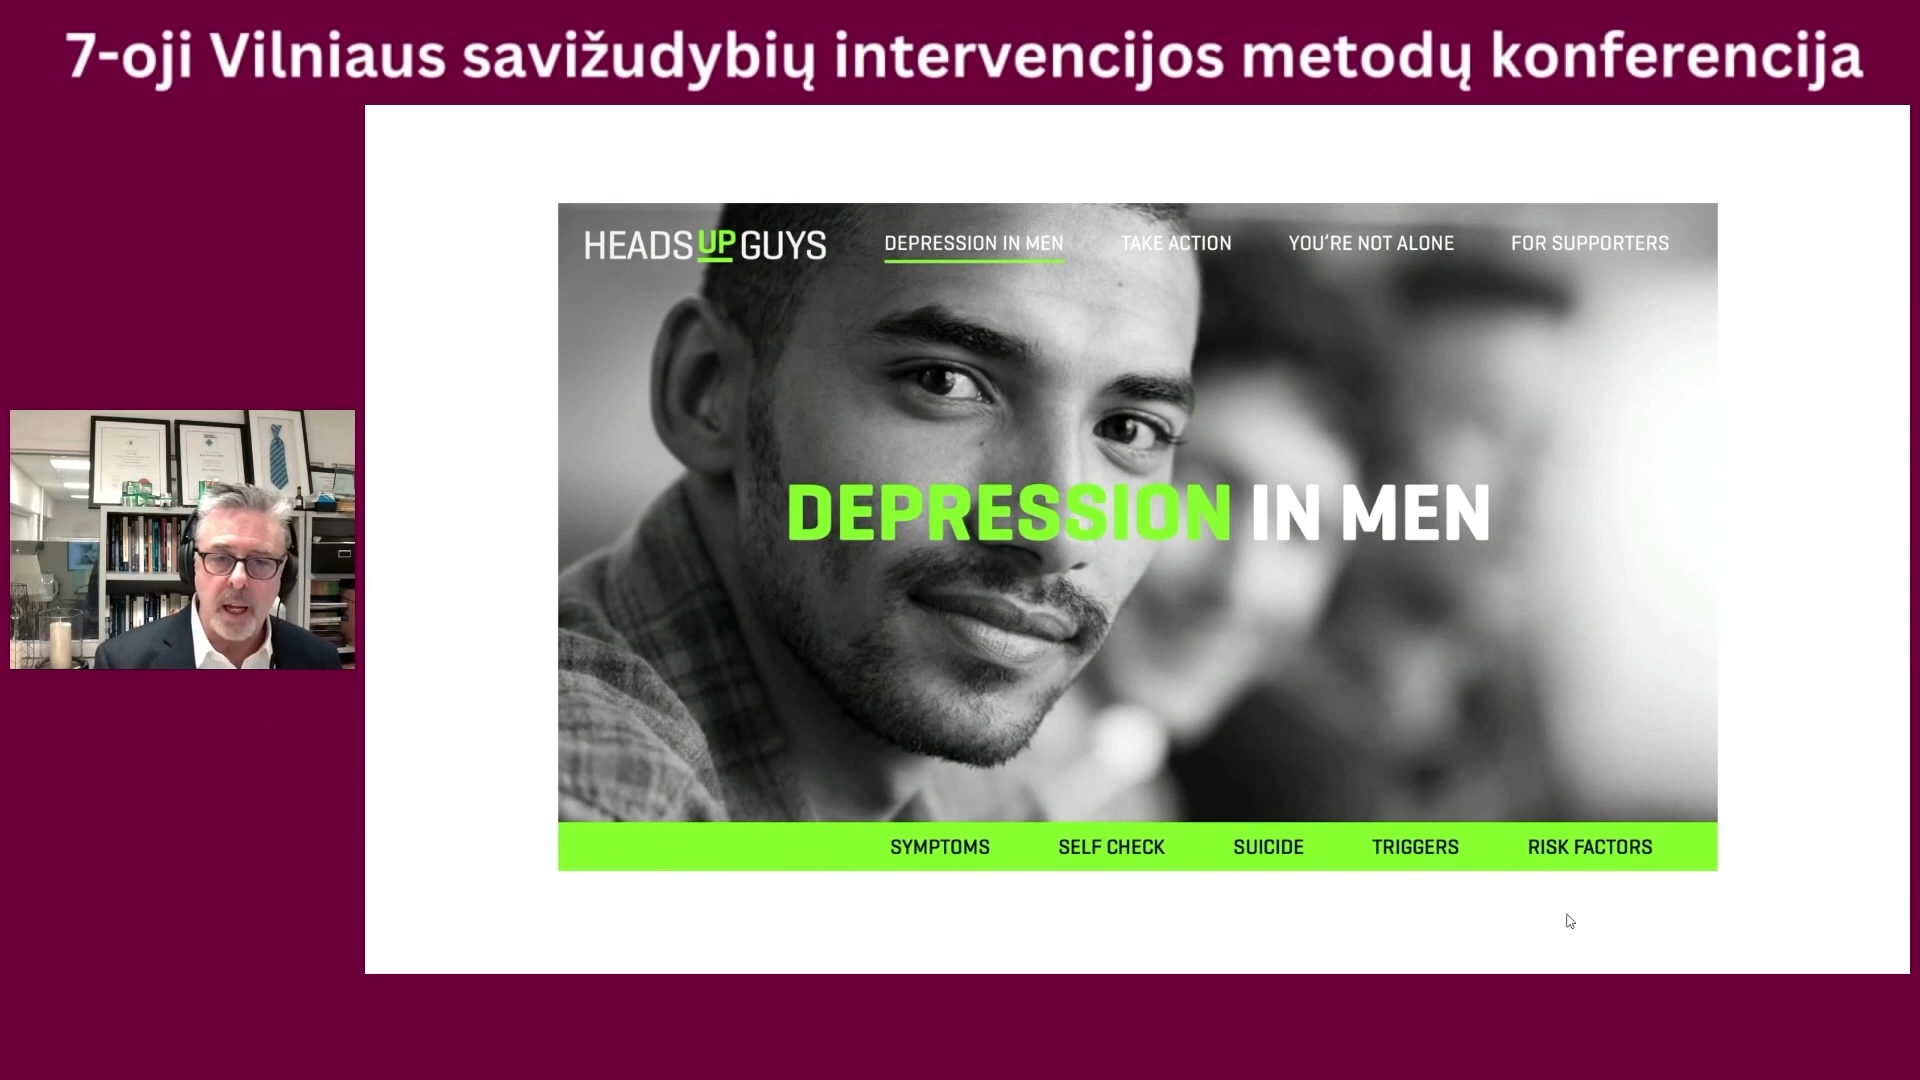 7-oji Vilniaus savižudybių intervencijos metodų konferencija
HEADSUPGUYS
DEPRESSION IN MEN
TAKE ACTION
YOU'RE NOT ALONE
FOR SUPPORTERS
DEPRESSION IN MEN
SYMPTOMS
SELF CHECK
SUICIDE
TRIGGERS
RISK FACTORS